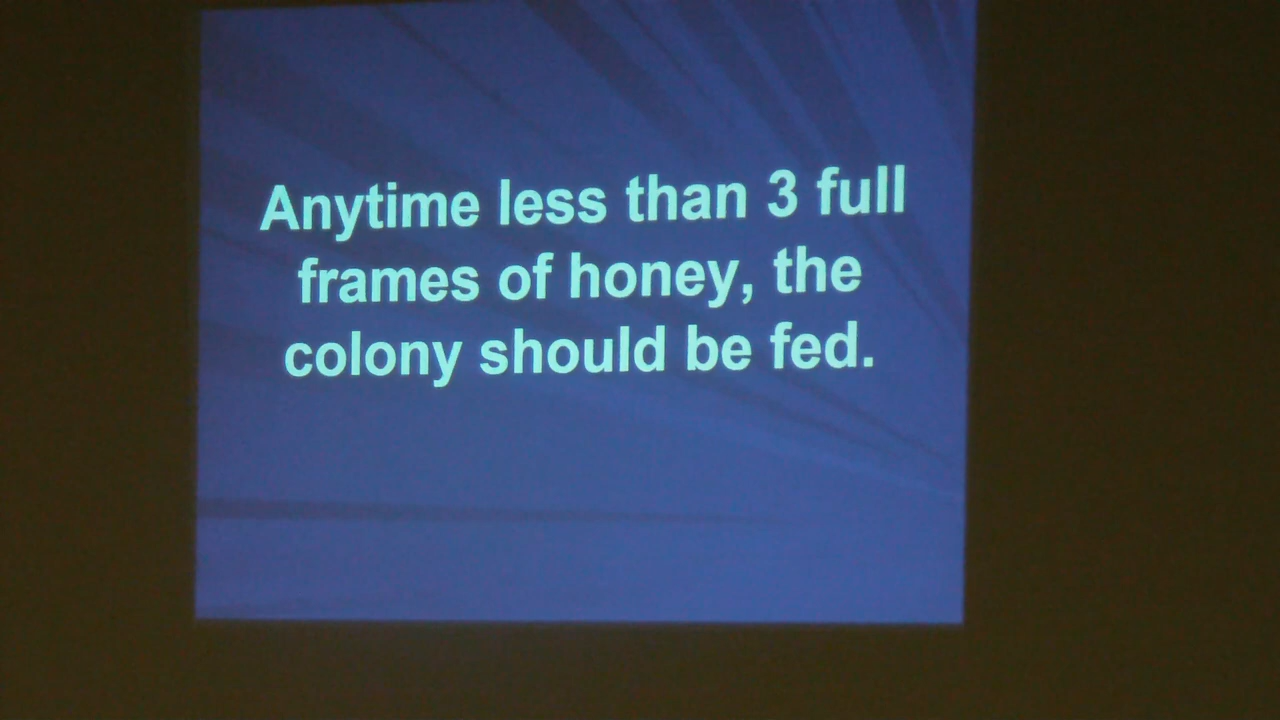 Anytime less than 3 full
frames of honey, the
colony should be fed.